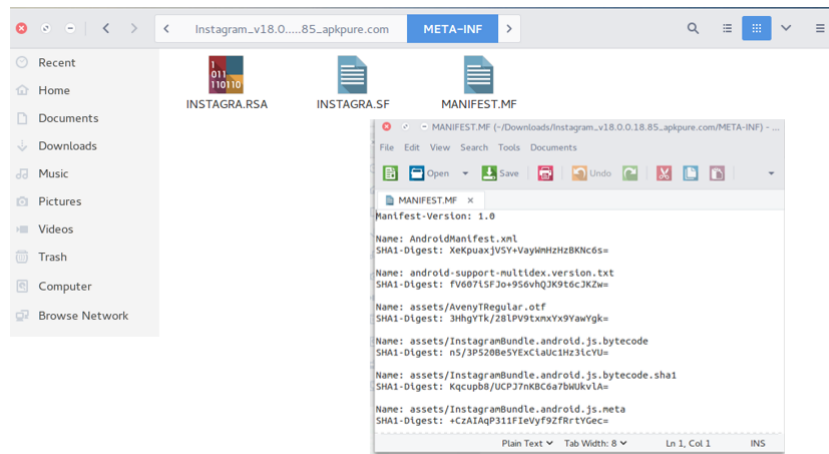 Instagram_v18.0.....85_apkpure.com
META-INF
Recent
Home
Documents
Downloads
Music
Pictures
Videos
Trash
Computer
Browse Network
1
011
110110
INSTAGRA.RSA
INSTAGRA.SF
MANIFEST.MF
MANIFEST.MF (~/Downloads/Instagram_v18.0.0.18.85_apkpure.com/META-INF) - ...
File Edit View Search Tools Documents
Open Save Undo
MANIFEST.MF ×
Manifest-Version: 1.0
Name: AndroidManifest.xml
SHA1-Digest: XeKpuaxjVSY+VayWmHzHzBKNc6s=
Name: android-support-multidex.version.txt
SHA1-Digest: fV607iSFJo+9S6vhQJK9t6cJKZw=
Name: assets/AvenyTRegular.otf
SHA1-Digest: 3HhgYTk/28lPV9txmxYx9YawYgk=
Name: assets/InstagramBundle.android.js.bytecode
SHA1-Digest: n5/3P520Be5YExCiaUc1Hz3icYU=
Name: assets/InstagramBundle.android.js.bytecode.sha1
SHA1-Digest: Kqcupb8/UCPJ7nKBC6a7bWUkvlA=
Name: assets/InstagramBundle.android.js.meta
SHA1-Digest: +CzAIAqP311FIeVyf9ZfRrtYGec=
Plain Text Tab Width: 8 Ln 1, Col 1 INS